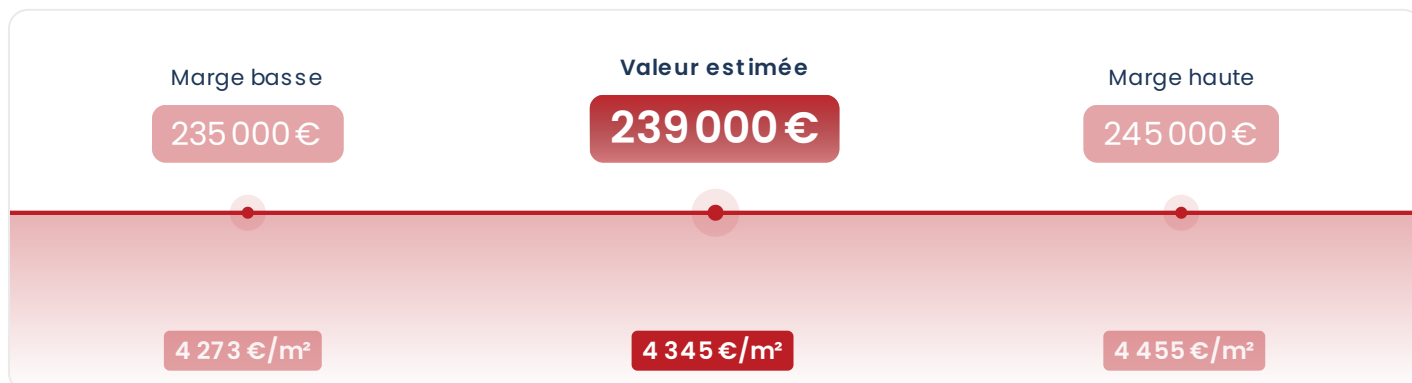 Marge basse
235 000 €
Valeur estimée
239 000 €
Marge haute
245 000 €
4 273 €/m²
4 345 €/m²
4 455 €/m²